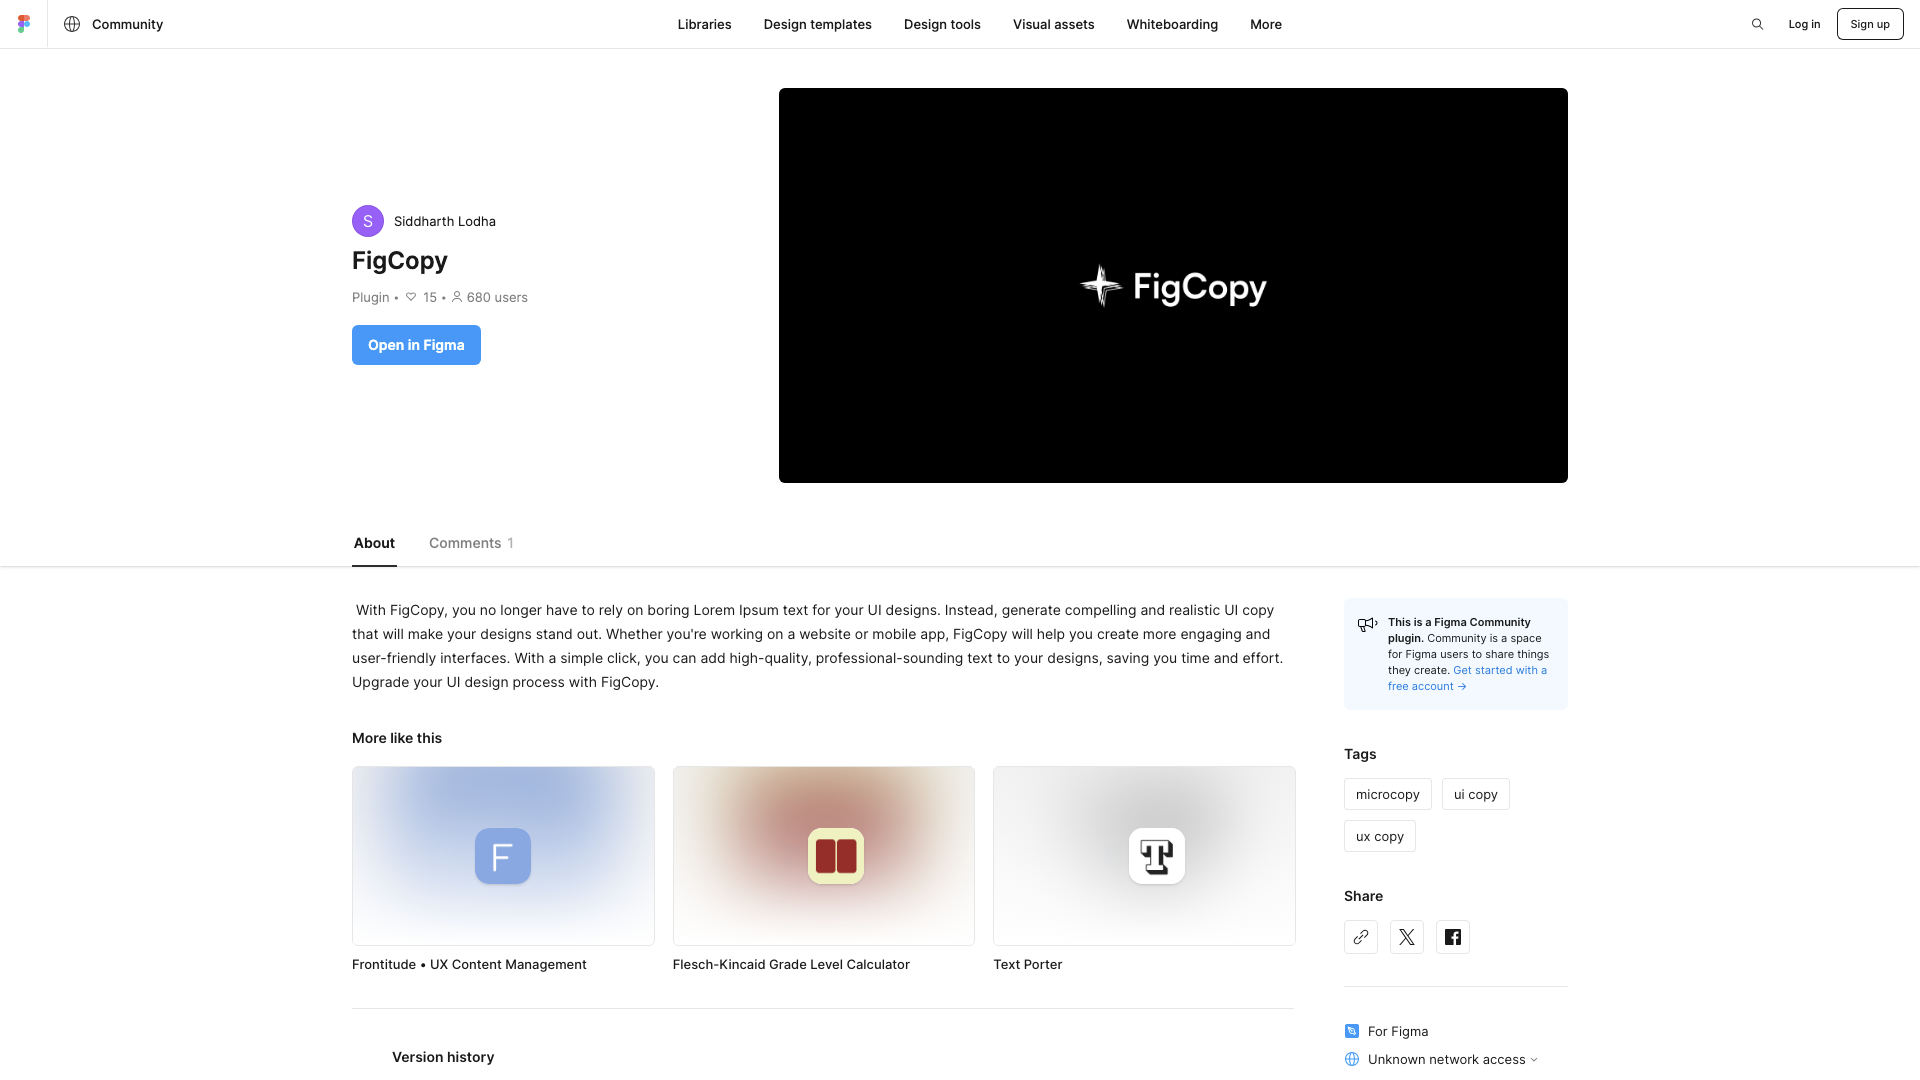 Community
Libraries
Design templates
Design tools
Visual assets
Whiteboarding
More
Log in
Sign up
S
Siddharth Lodha
FigCopy
Plugin • 15 • 680 users
Open in Figma
FigCopy
About
Comments 1
With FigCopy, you no longer have to rely on boring Lorem Ipsum text for your UI designs. Instead, generate compelling and realistic UI copy
that will make your designs stand out. Whether you're working on a website or mobile app, FigCopy will help you create more engaging and
user-friendly interfaces. With a simple click, you can add high-quality, professional-sounding text to your designs, saving you time and effort.
Upgrade your UI design process with FigCopy.
This is a Figma Community
plugin. Community is a space
for Figma users to share things
they create. Get started with a
free account →
More like this
F
T
Frontitude • UX Content Management
Flesch-Kincaid Grade Level Calculator
Text Porter
Tags
microcopy
ui copy
ux copy
Share
For Figma
Unknown network access
Version history